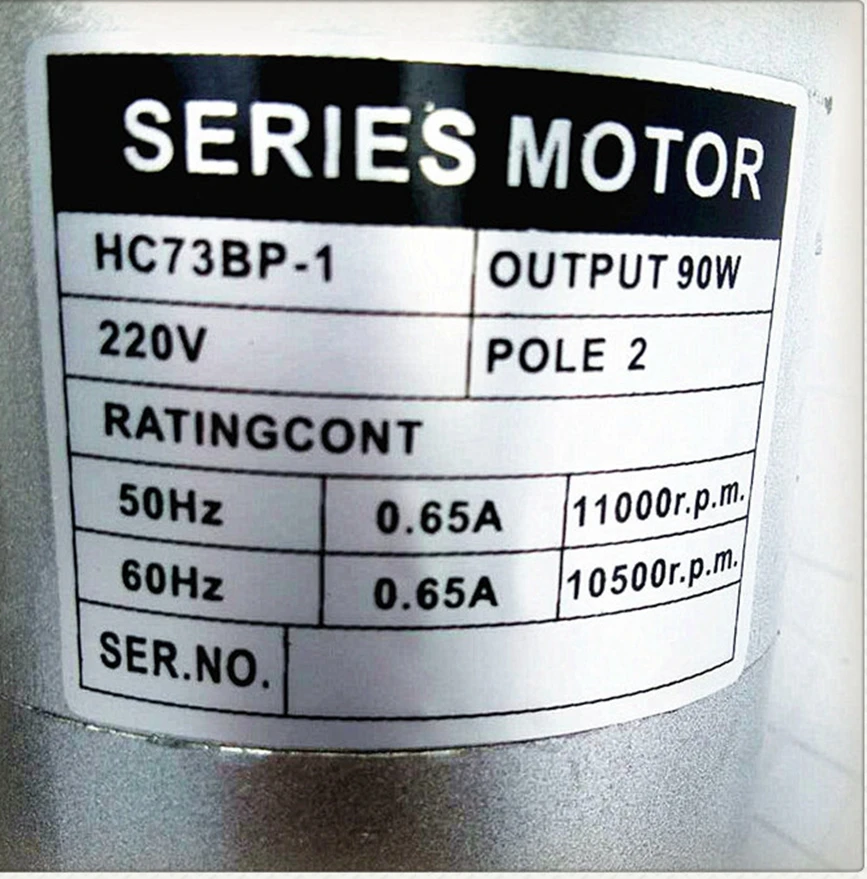 SERIES MOTOR
HC73BP-1 OUTPUT 90W
220V POLE 2
RATINGCONT
50Hz 0.65A 11000r.p.m.
60Hz 0.65A 10500r.p.m.
SER.NO.